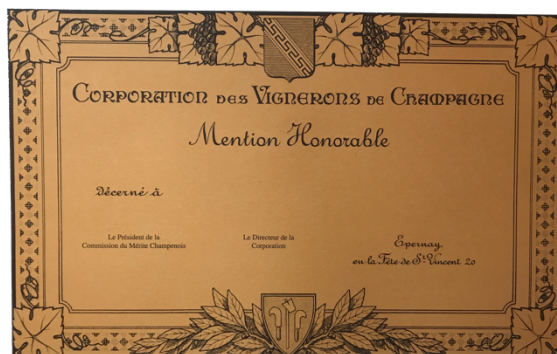 CORPORATION DES VIGNERONS DE CHAMPAGNE
Mention Honorable
Décerné à
Le Président de la
Commission du Mérite Champenois
Le Directeur de la
Corporation
Epernay,
en la Fête de St Vincent 20